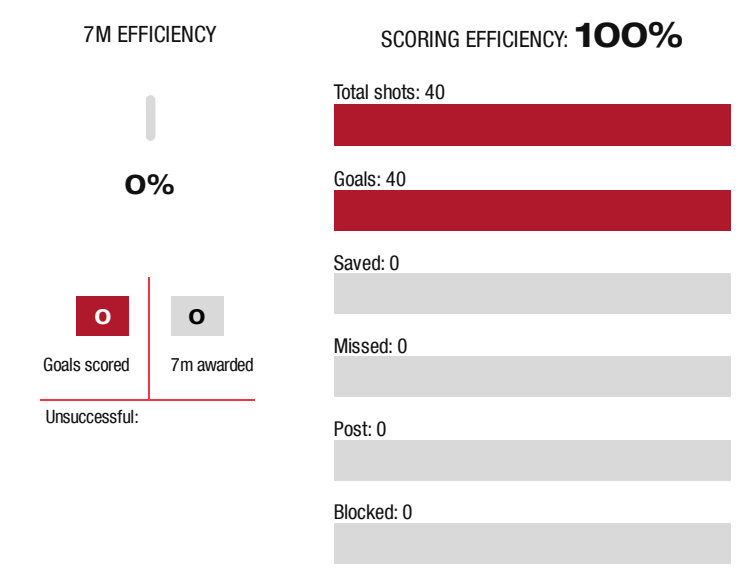 7M EFFICIENCY
0%
0
0
Goals scored
7m awarded
Unsuccessful:
SCORING EFFICIENCY: 100%
Total shots: 40
Goals: 40
Saved: 0
Missed: 0
Post: 0
Blocked: 0